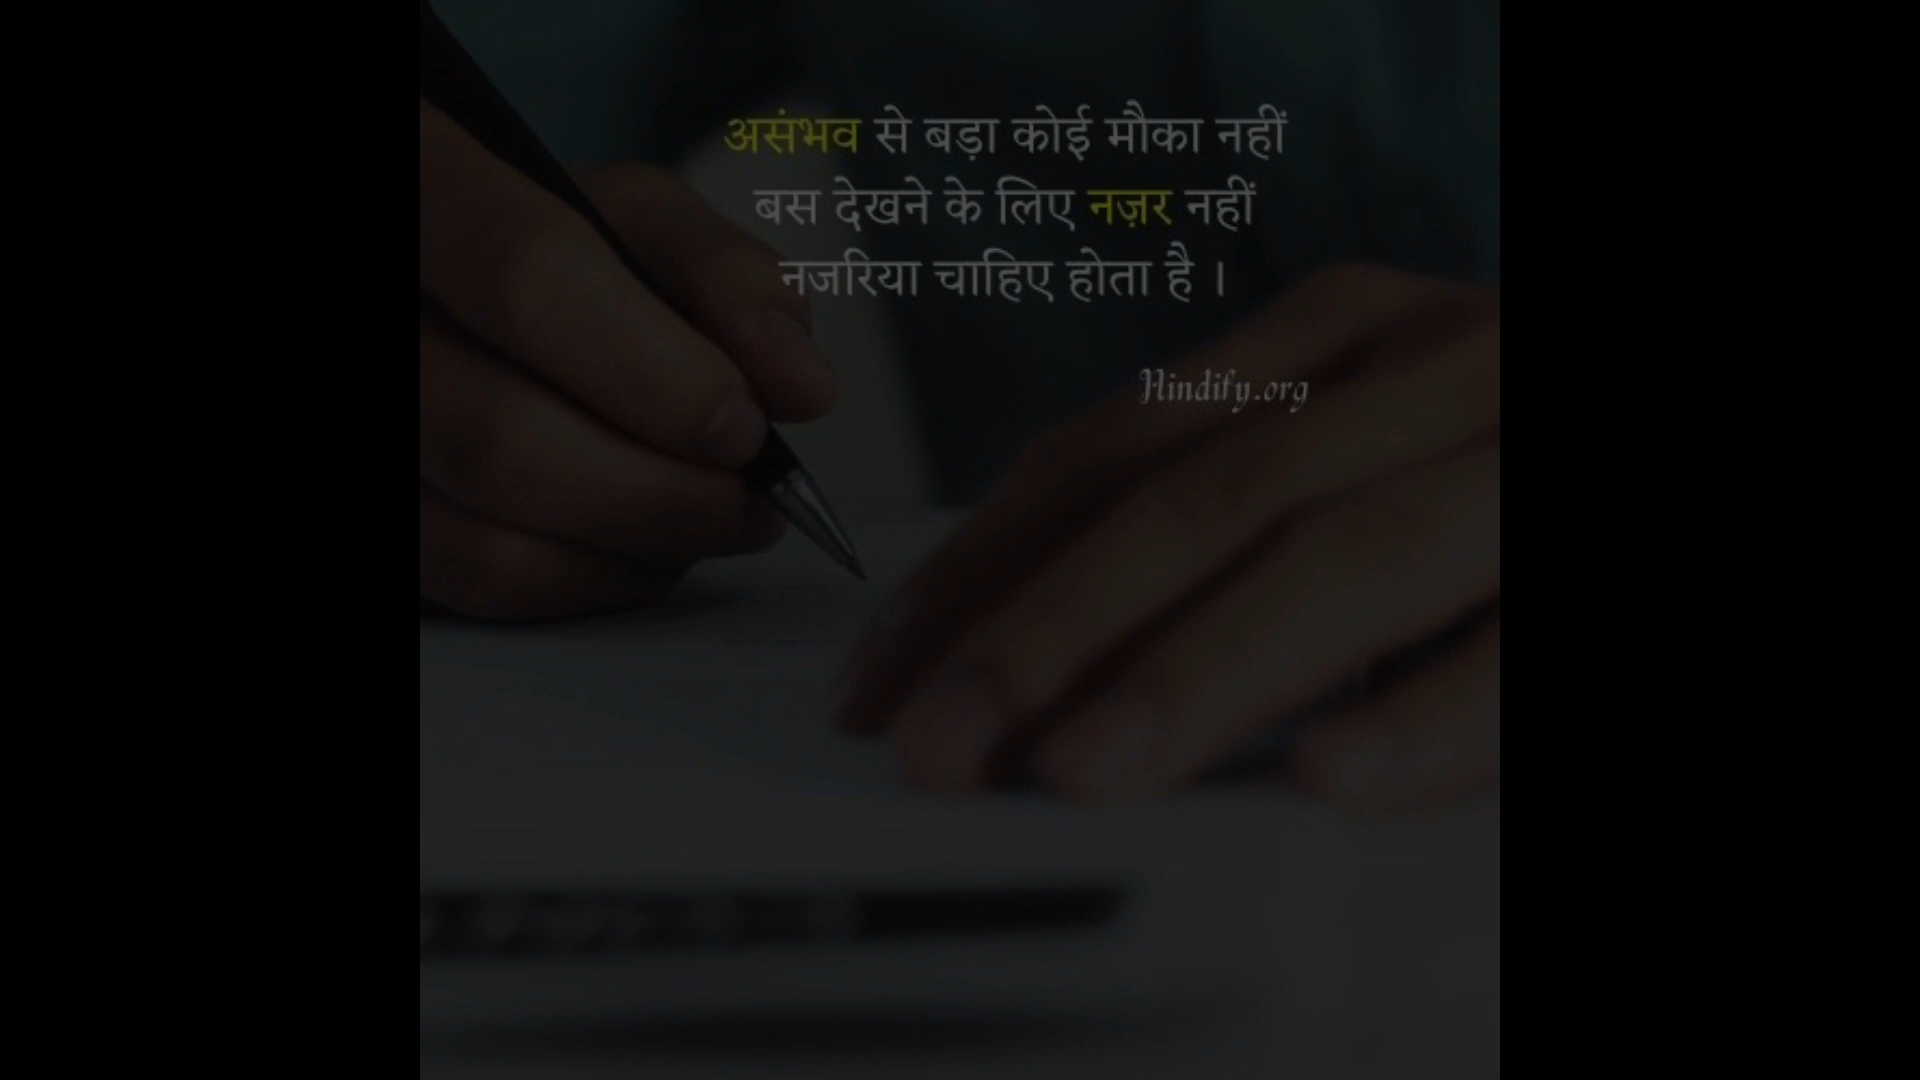 असंभव से बड़ा कोई मौका नहीं
बस देखने के लिए नज़र नहीं
नजरिया चाहिए होता है ।
Hindify.org